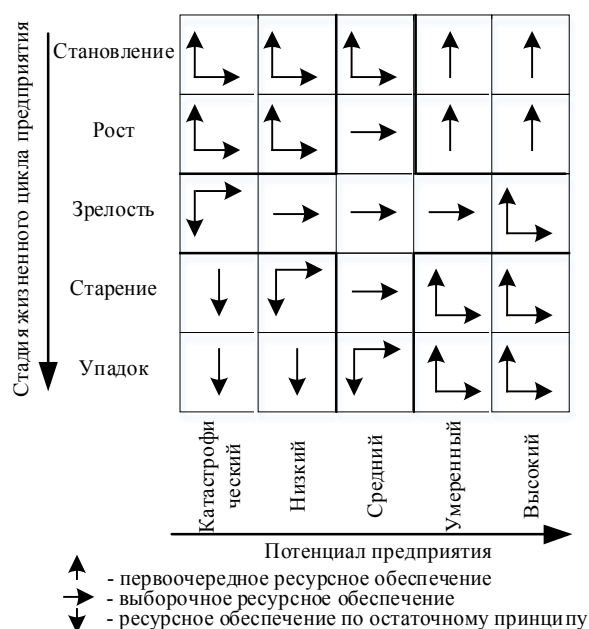 Стадия жизненного цикла предприятия
Становление
Рост
Зрелость
Старение
Упадок
Катастрофи
ческий
Низкий
Средний
Умеренный
Высокий
Потенциал предприятия
- первоочередное ресурсное обеспечение
- выборочное ресурсное обеспечение
- ресурсное обеспечение по остаточному принципу